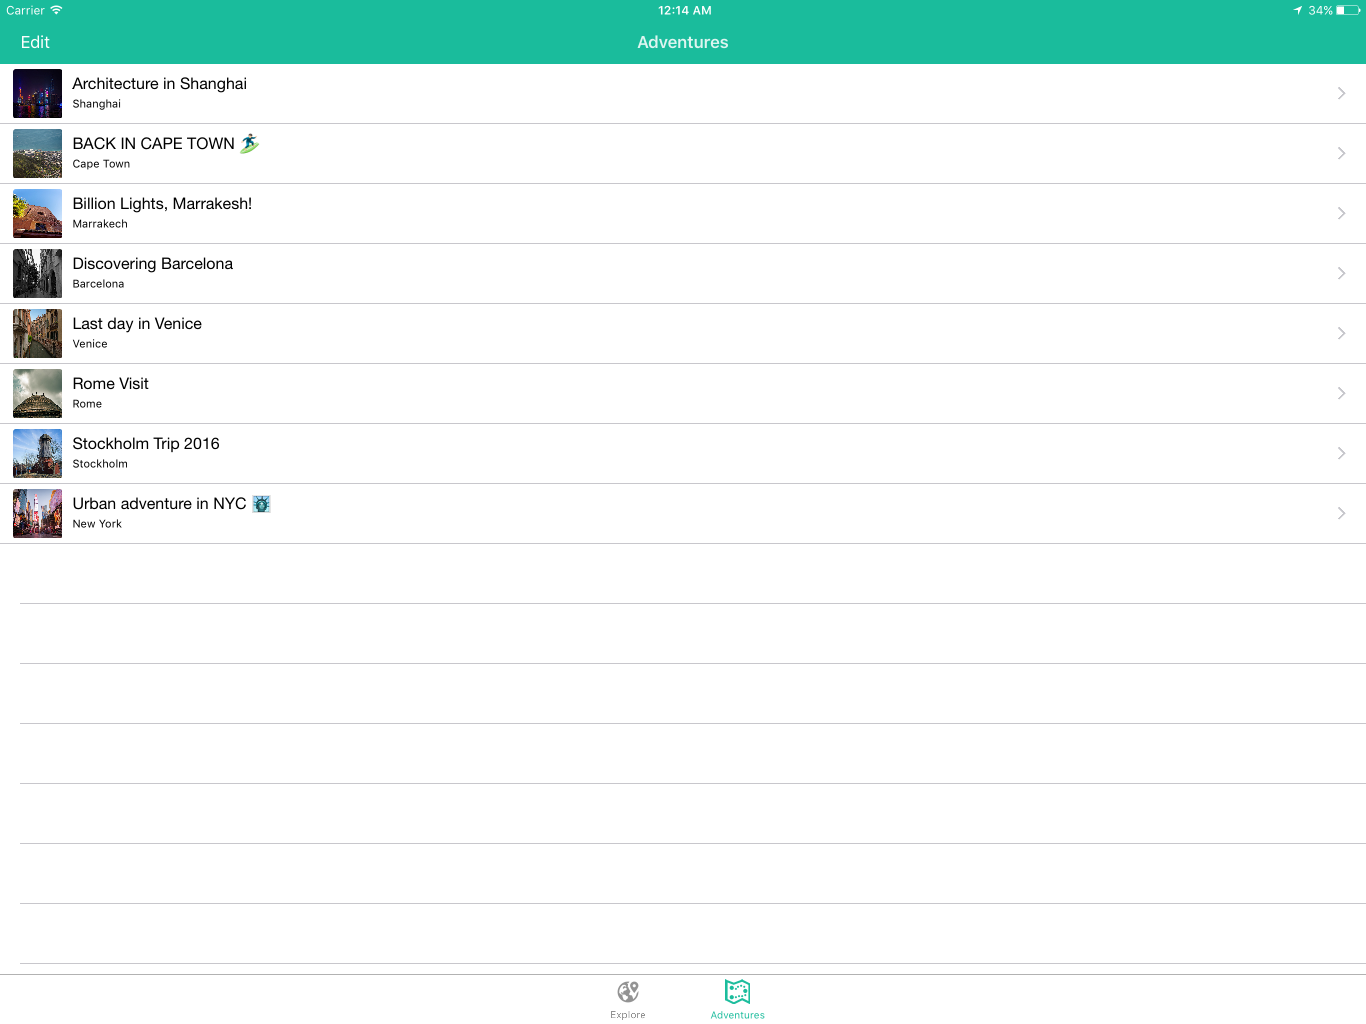 Carrier 12:14 AM 34%
Edit Adventures
Architecture in Shanghai
Shanghai
BACK IN CAPE TOWN 🏄
Cape Town
Billion Lights, Marrakesh!
Marrakech
Discovering Barcelona
Barcelona
Last day in Venice
Venice
Rome Visit
Rome
Stockholm Trip 2016
Stockholm
Urban adventure in NYC 🗽
New York
Explore Adventures